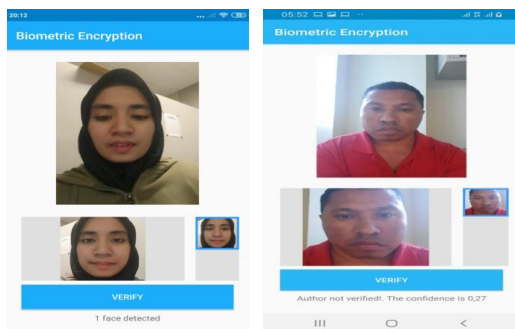 20:12
Biometric Encryption
VERIFY
1 face detected
05:52
Biometric Encryption
VERIFY
Author not verified!. The confidence is 0,27